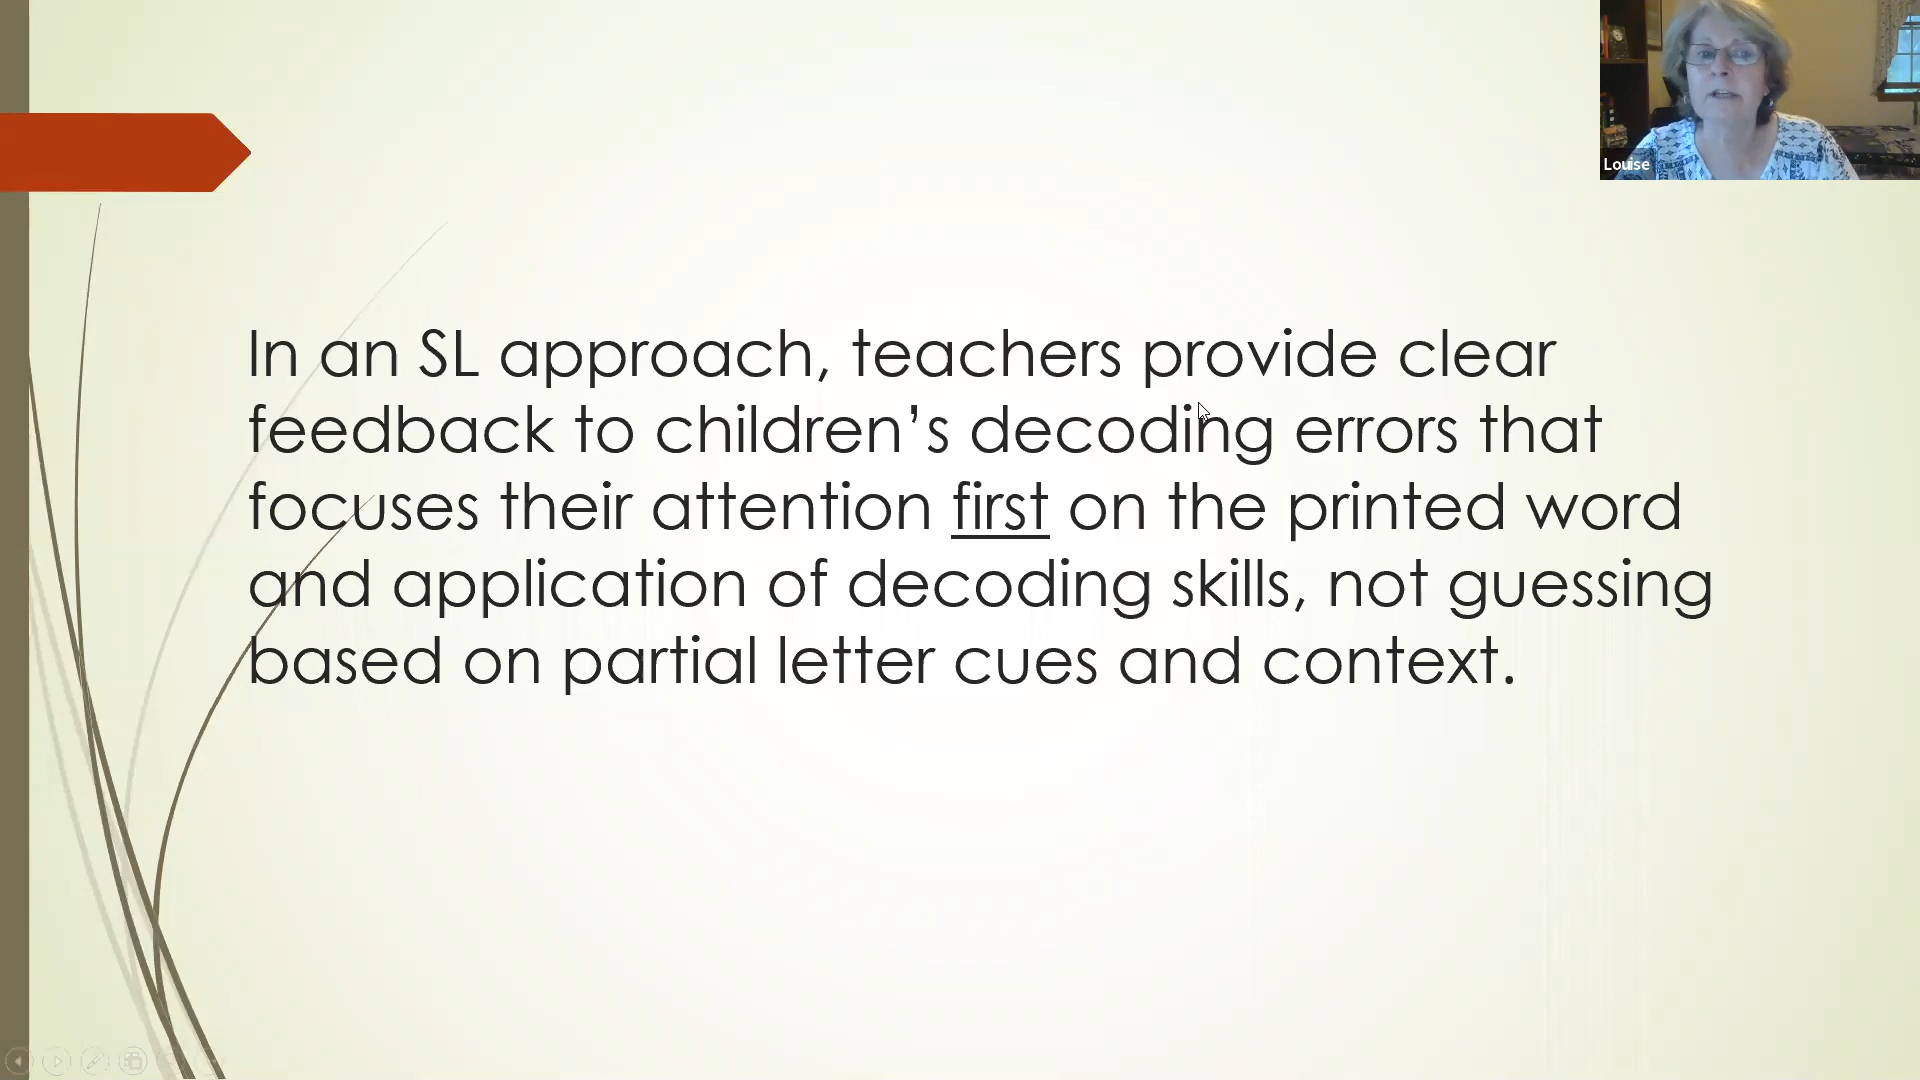 Louise
In an SL approach, teachers provide clear
feedback to children’s decoding errors that
focuses their attention first on the printed word
and application of decoding skills, not guessing
based on partial letter cues and context.